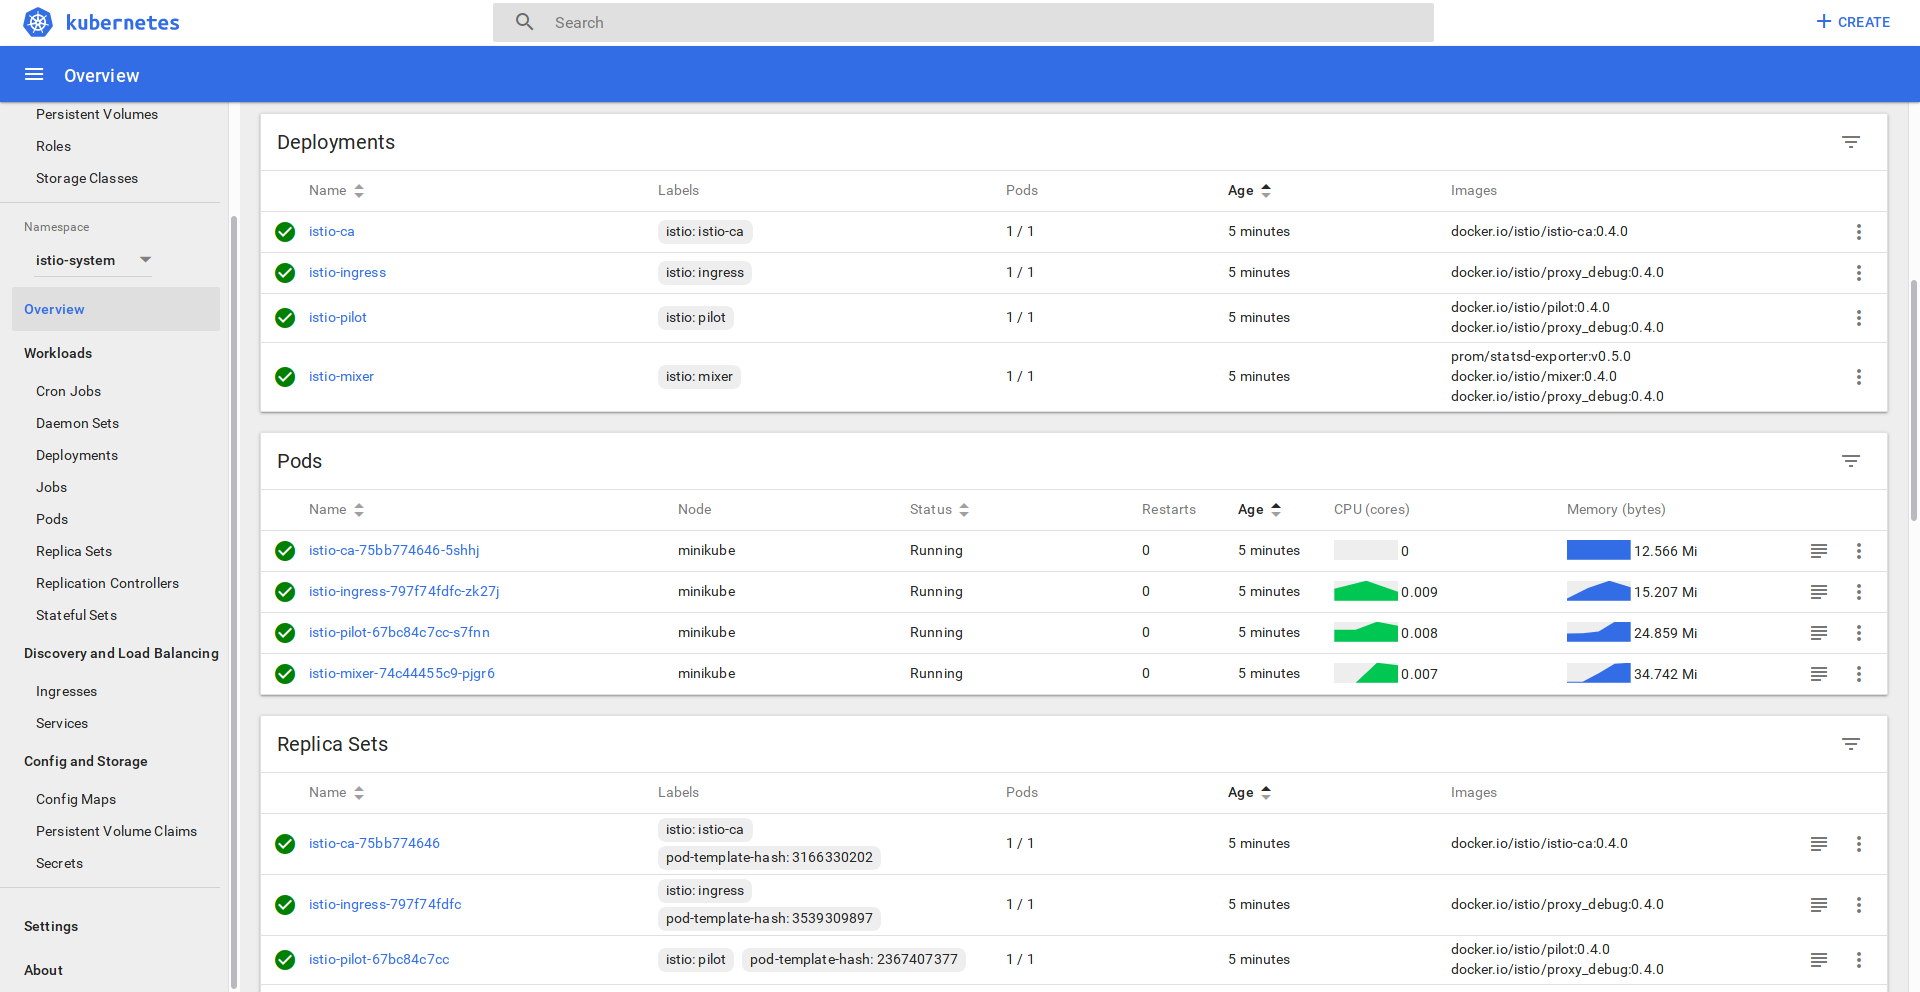 kubernetes
Search
CREATE
Overview
Persistent Volumes
Roles
Storage Classes
Namespace
istio-system
Overview
Workloads
Cron Jobs
Daemon Sets
Deployments
Jobs
Pods
Replica Sets
Replication Controllers
Stateful Sets
Discovery and Load Balancing
Ingresses
Services
Config and Storage
Config Maps
Persistent Volume Claims
Secrets
Settings
About
Deployments
Name Labels Pods Age Images
istio-ca istio: istio-ca 1 / 1 5 minutes docker.io/istio/istio-ca:0.4.0
istio-ingress istio: ingress 1 / 1 5 minutes docker.io/istio/proxy_debug:0.4.0
istio-pilot istio: pilot 1 / 1 5 minutes docker.io/istio/pilot:0.4.0
docker.io/istio/proxy_debug:0.4.0
prom/statsd-exporter:v0.5.0
istio-mixer istio: mixer 1 / 1 5 minutes docker.io/istio/mixer:0.4.0
docker.io/istio/proxy_debug:0.4.0
Pods
Name Node Status Restarts Age CPU (cores) Memory (bytes)
istio-ca-75bb774646-5shhj minikube Running 0 5 minutes 0 12.566 Mi
istio-ingress-797f74fdfc-zk27j minikube Running 0 5 minutes 0.009 15.207 Mi
istio-pilot-67bc84c7cc-s7fnn minikube Running 0 5 minutes 0.008 24.859 Mi
istio-mixer-74c44455c9-pjgr6 minikube Running 0 5 minutes 0.007 34.742 Mi
Replica Sets
Name Labels Pods Age Images
istio: istio-ca
istio-ca-75bb774646 1 / 1 5 minutes docker.io/istio/istio-ca:0.4.0
pod-template-hash: 3166330202
istio: ingress
istio-ingress-797f74fdfc 1 / 1 5 minutes docker.io/istio/proxy_debug:0.4.0
pod-template-hash: 3539309897
istio-pilot-67bc84c7cc istio: pilot pod-template-hash: 2367407377 1 / 1 5 minutes docker.io/istio/pilot:0.4.0
docker.io/istio/proxy_debug:0.4.0